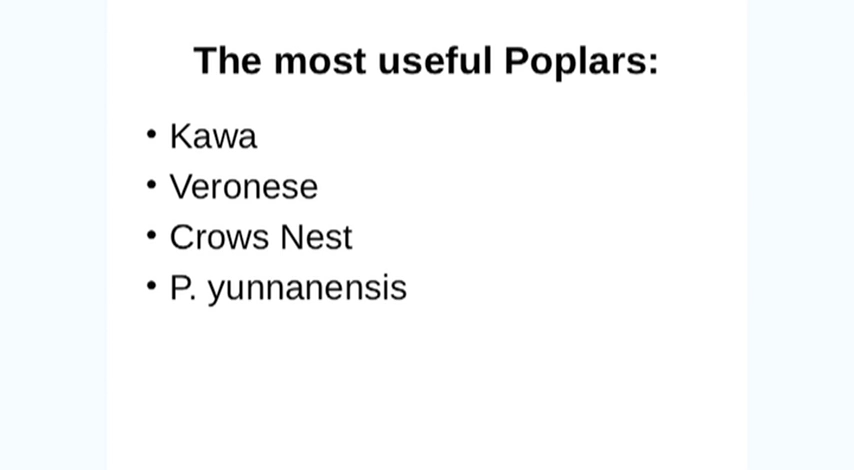 The most useful Poplars:
• Kawa
• Veronese
• Crows Nest
• P. yunnanensis